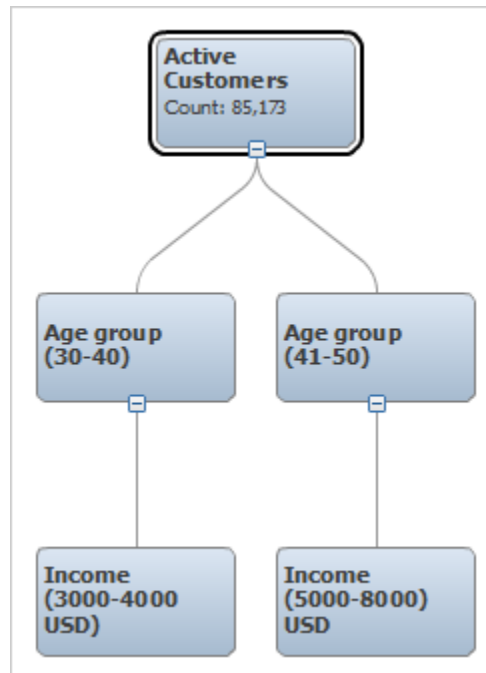 Active
Customers
Count: 85,173
Age group
(30-40)
Age group
(41-50)
Income
(3000-4000
USD)
Income
(5000-8000)
USD